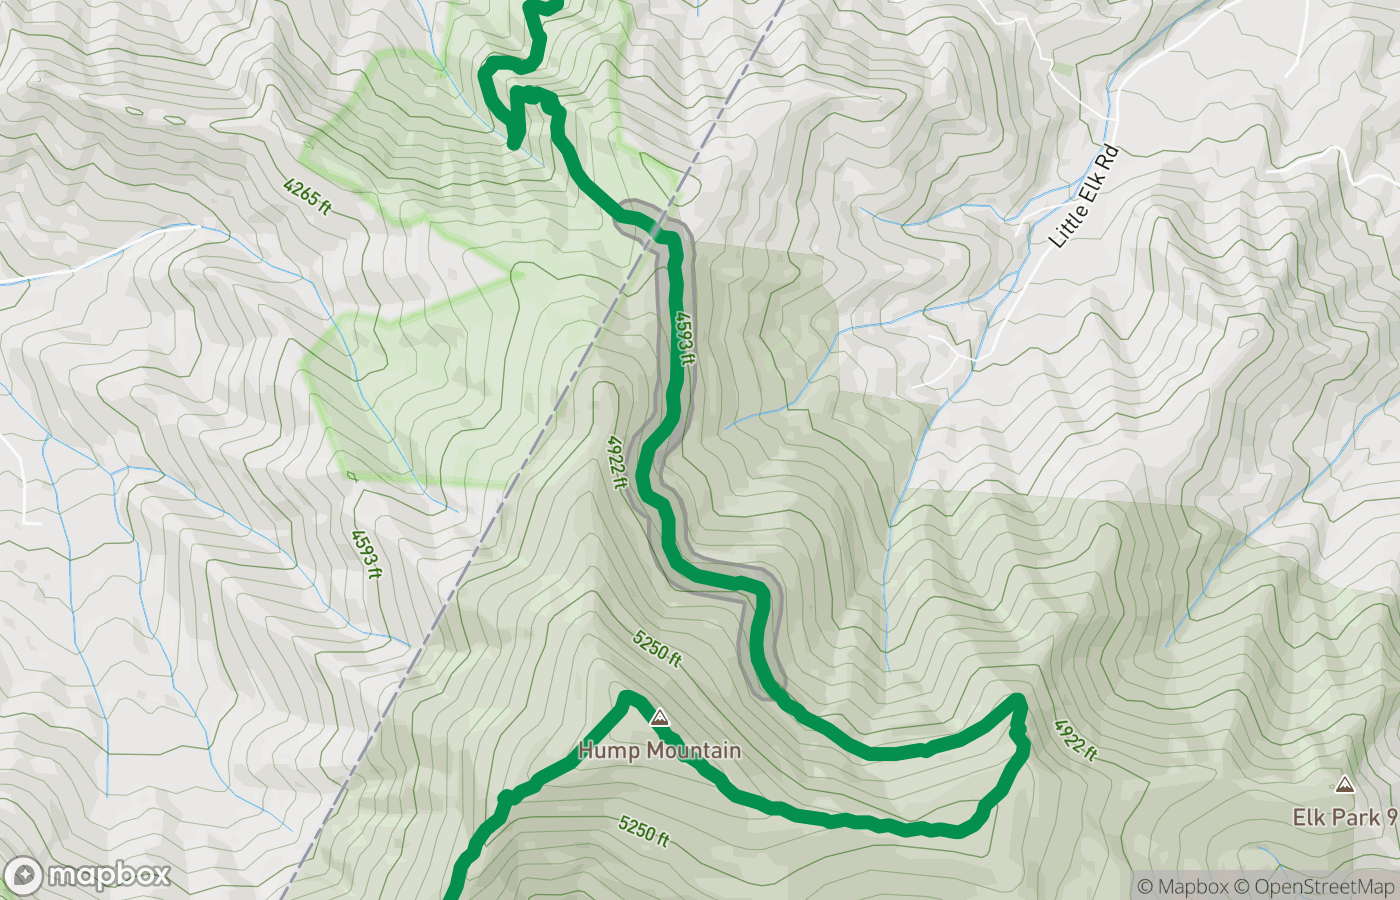 4265 ft
Little Elk Rd
4593 ft
4922 ft
4593 ft
5250 ft
Hump Mountain
4922 ft
5250 ft
Elk Park 9
mapbox
© Mapbox © OpenStreetMap